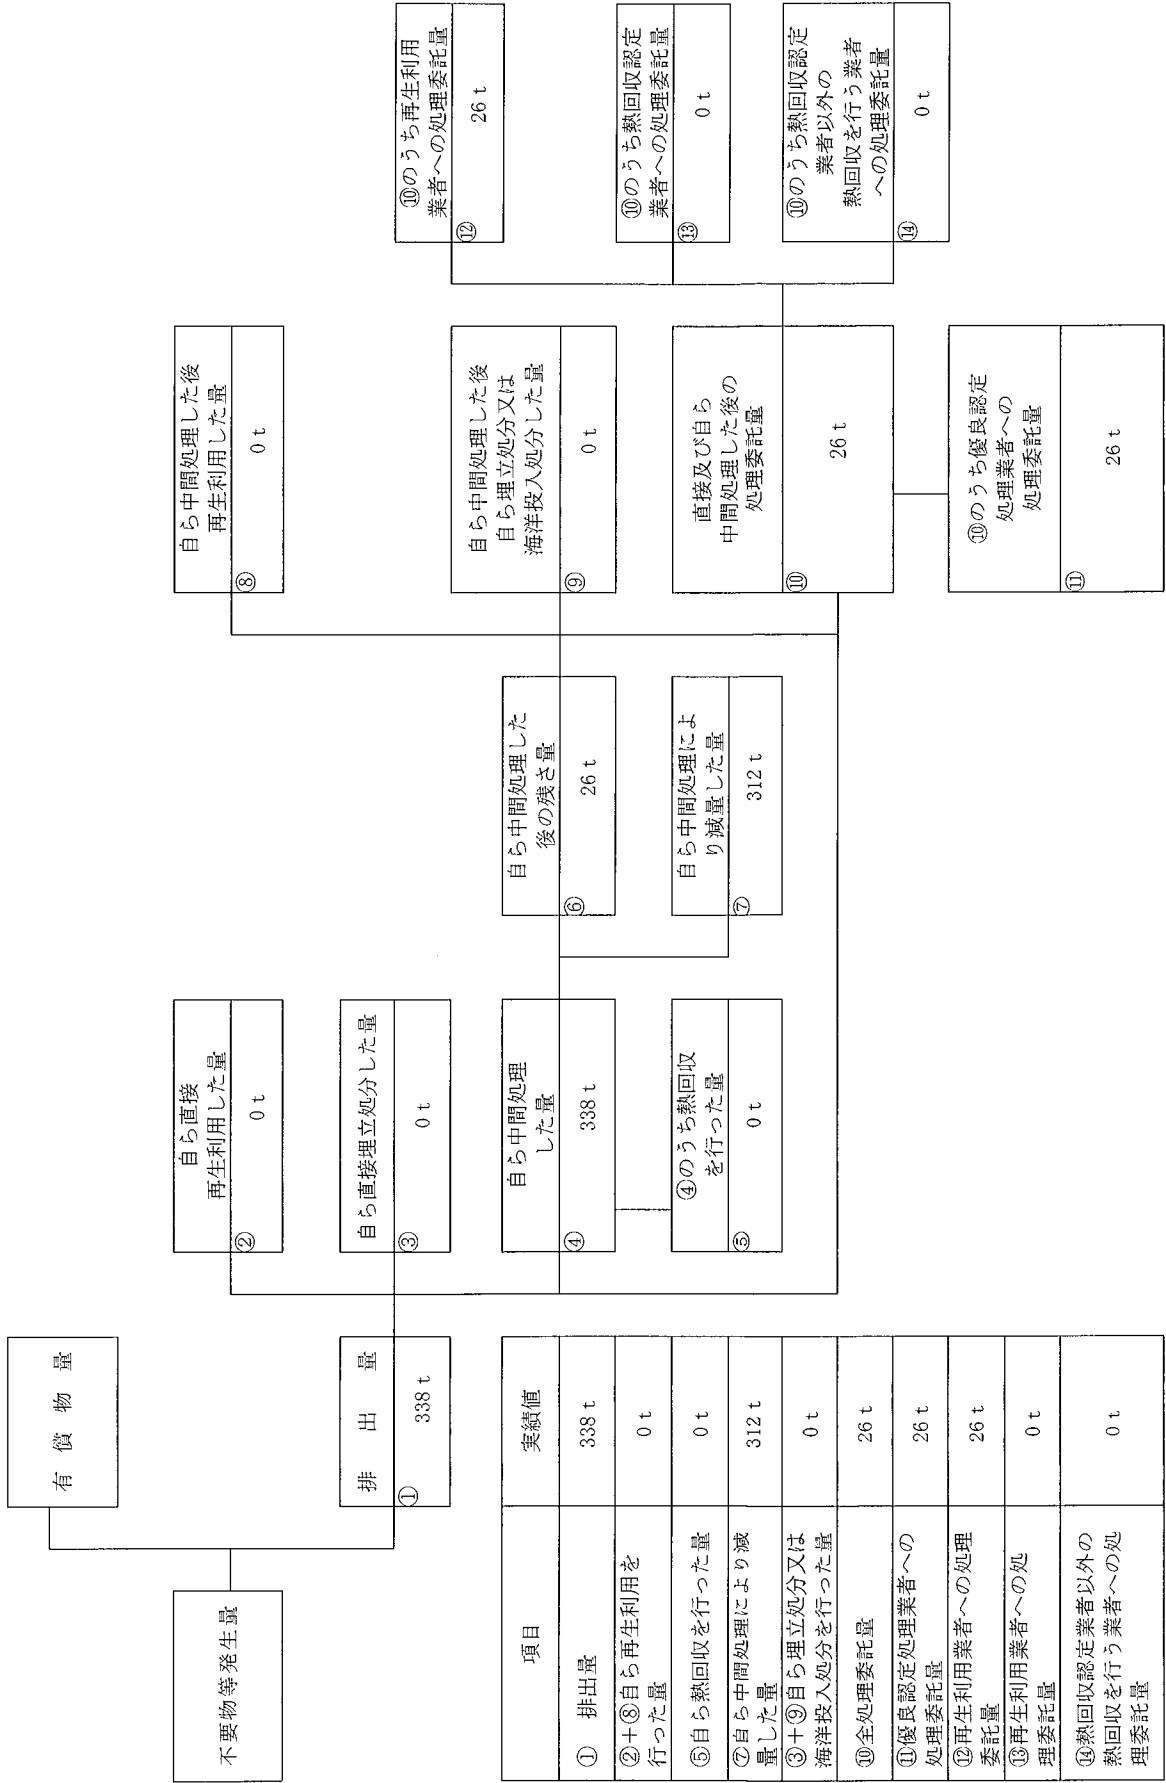 有償物量
不要物等発生量
排出量
①
338 t
自ら直接
再生利用した量
②
0 t
自ら直接埋立処分した量
③
0 t
自ら中間処理
した量
④
338 t
④のうち熱回収
を行った量
⑤
0 t
自ら中間処理した
後の残さ量
⑥
26 t
自ら中間処理によ
り減量した量
⑦
312 t
自ら中間処理した後
再生利用した量
⑧
0 t
自ら中間処理した後
自ら埋立処分又は
海洋投入処分した量
⑨
0 t
直接及び自ら
中間処理した後の
処理委託量
⑩
26 t
⑩のうち優良認定
処理業者への
処理委託量
⑪
26 t
⑩のうち再生利用
業者への処理委託量
⑫
26 t
⑩のうち熱回収認定
業者への処理委託量
⑬
0 t
⑩のうち熱回収認定
業者以外の
熱回収を行う業者
への処理委託量
⑭
0 t
項目 実績値
① 排出量 338 t
②+⑧自ら再生利用を
行った量 0 t
⑤自ら熱回収を行った量 0 t
⑦自ら中間処理により減
量した量 312 t
③+⑨自ら埋立処分又は
海洋投入処分を行った量 0 t
⑩全処理委託量 26 t
⑪優良認定処理業者への
処理委託量 26 t
⑫再生利用業者への処理
委託量 26 t
⑬再生利用業者への処
理委託量 0 t
⑭熱回収認定業者以外の
熱回収を行う業者への処
理委託量 0 t